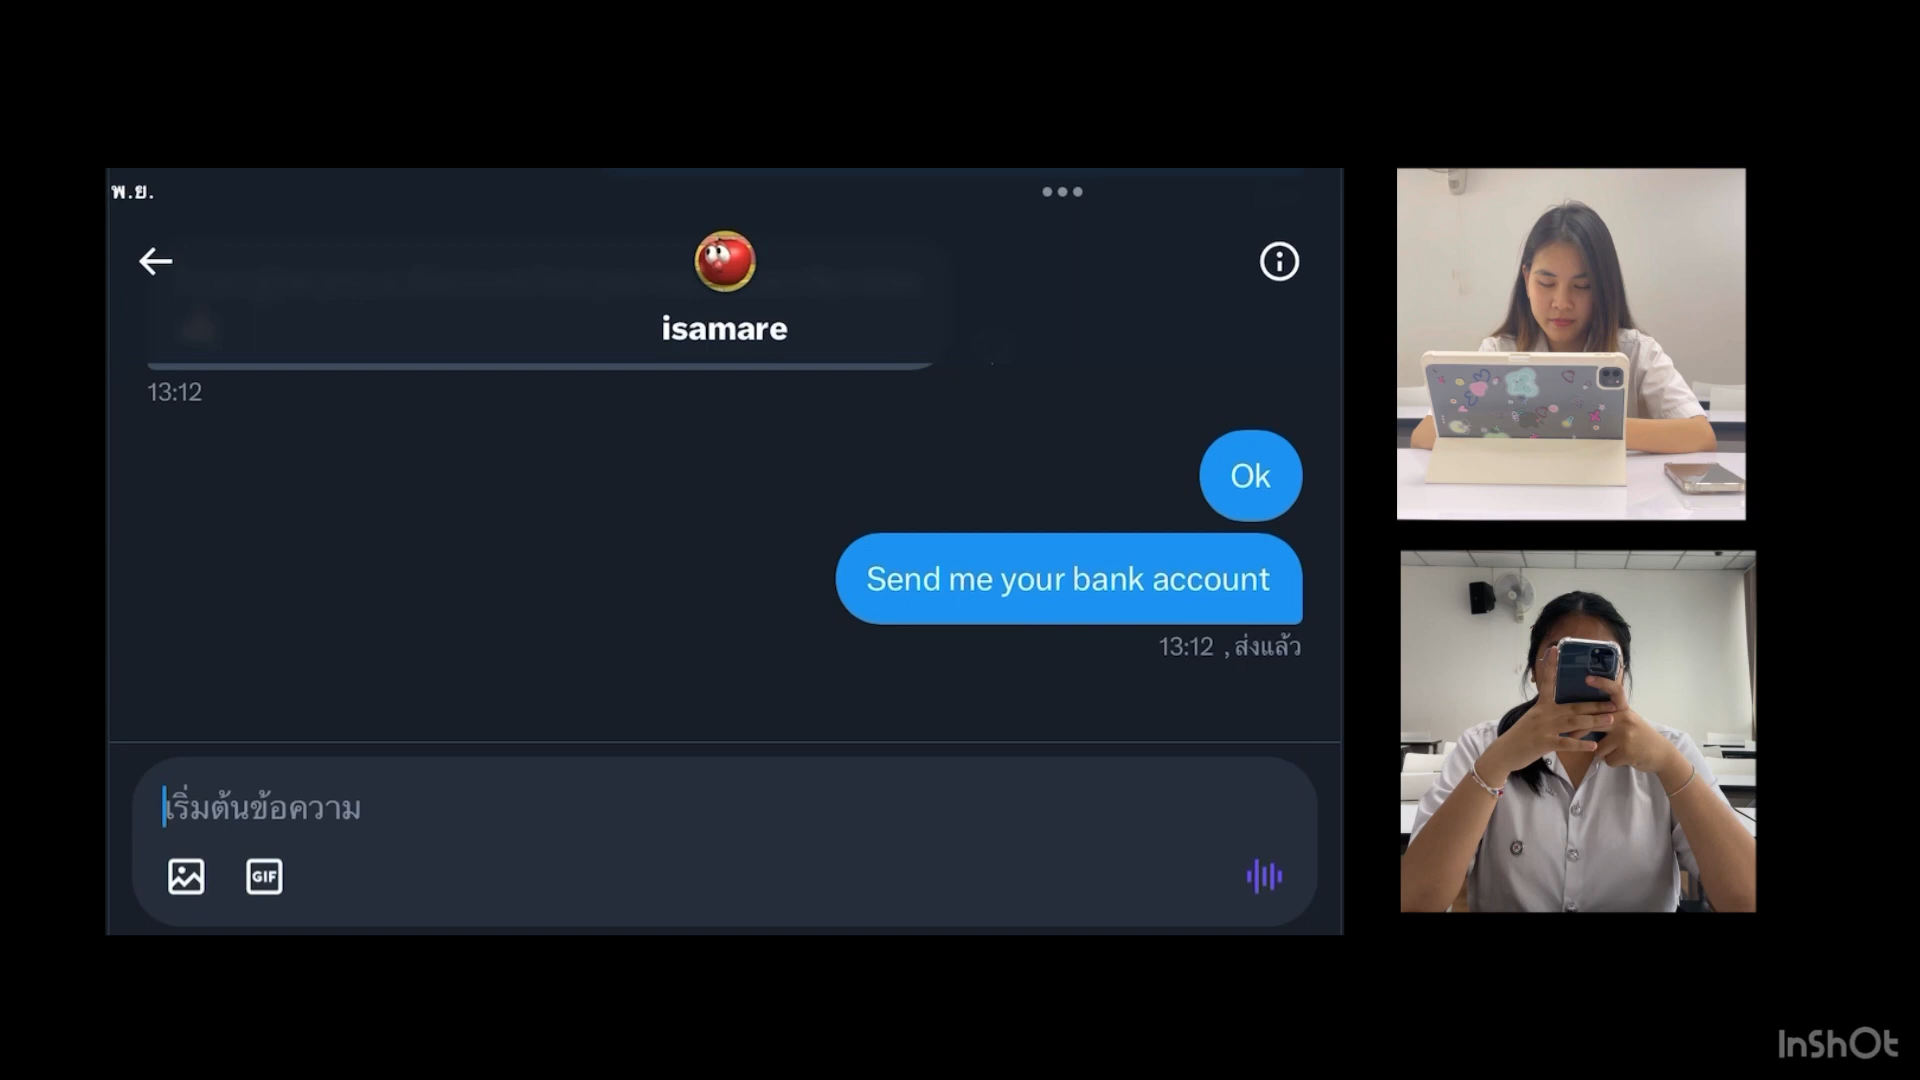 พ.ย.
isamare
13:12
Ok
Send me your bank account
13:12 , ส่งแล้ว
เริ่มต้นข้อความ
GIF
InShOt